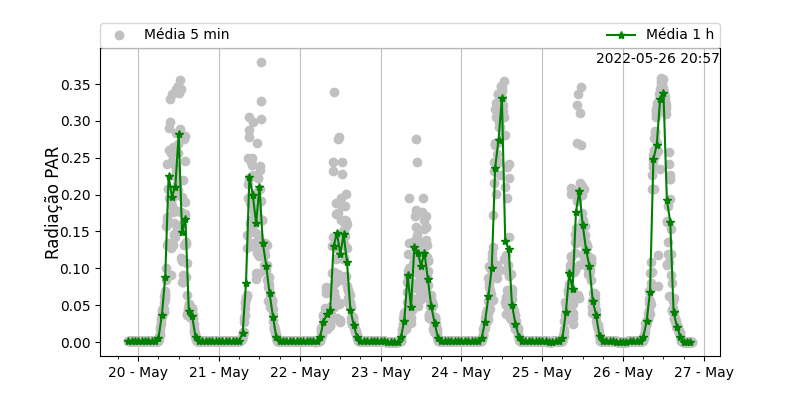 Média 5 min
Média 1 h
2022-05-26 20:57
Radiação PAR
0.35
0.30
0.25
0.20
0.15
0.10
0.05
0.00
20 - May
21 - May
22 - May
23 - May
24 - May
25 - May
26 - May
27 - May